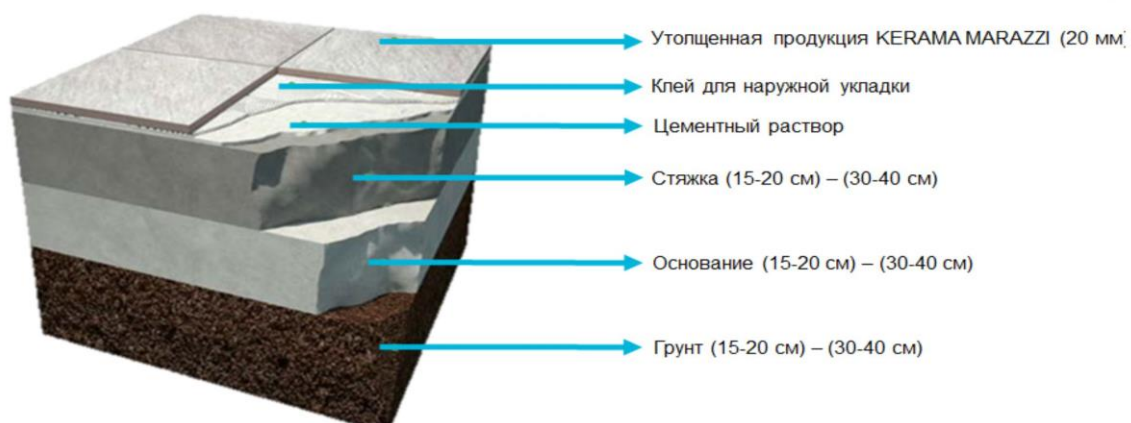 Утопщенная продукция KERAMA MARAZZI (20 мм)
Клей для наружной укладки
Цементный раствор
Стяжка (15-20 см) – (30-40 см)
Основание (15-20 см) – (30-40 см)
Грунт (15-20 см) – (30-40 см)